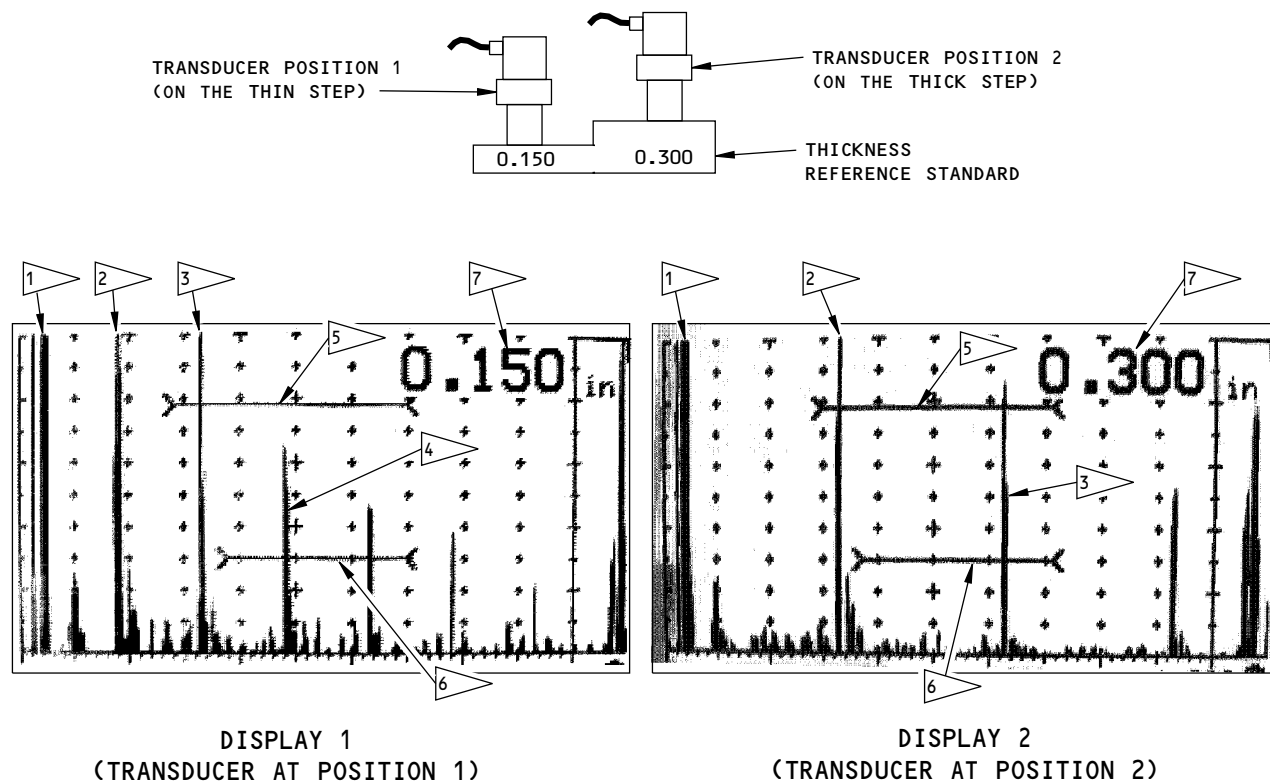 TRANSDUCER POSITION 1
(ON THE THIN STEP)
TRANSDUCER POSITION 2
(ON THE THICK STEP)
0.150
0.300
THICKNESS
REFERENCE STANDARD
1
2
3
7
5
0.150 in
4
6
DISPLAY 1
(TRANSDUCER AT POSITION 1)
1
2
7
5
0.300 in
3
6
DISPLAY 2
(TRANSDUCER AT POSITION 2)